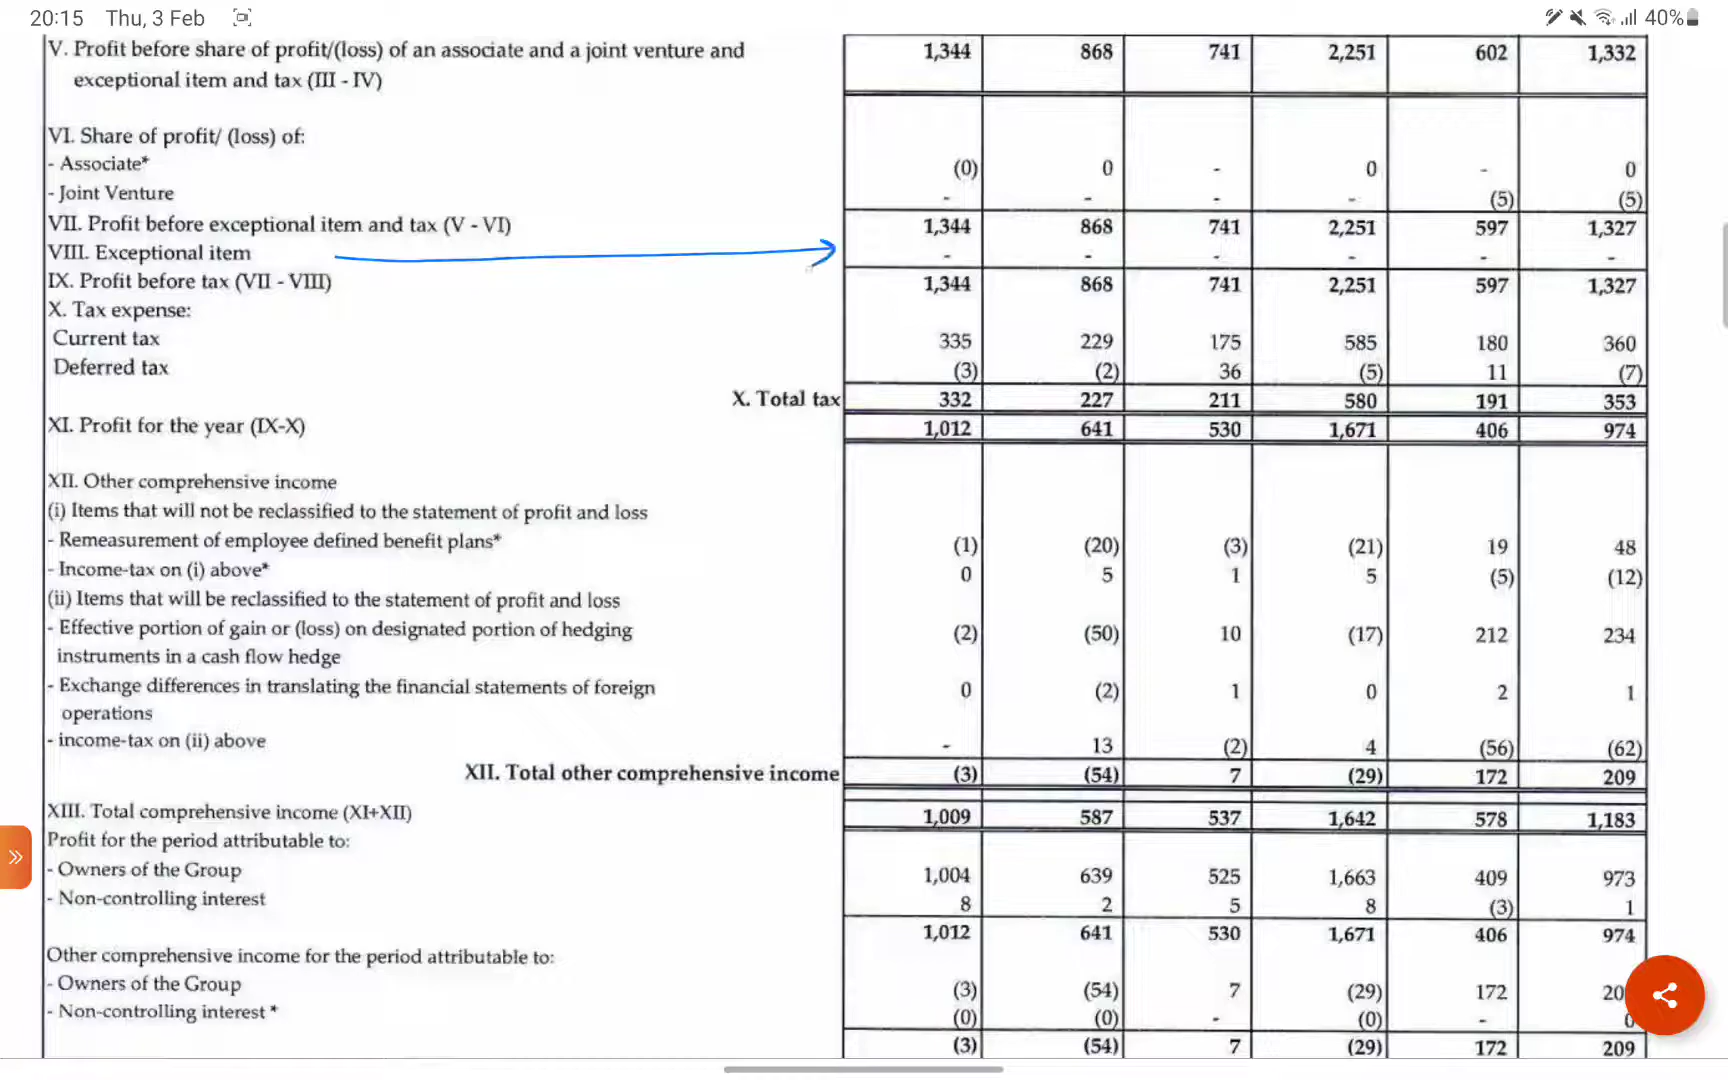 20:15 Thu, 3 Feb 40%
V. Profit before share of profit/(loss) of an associate and a joint venture and 1,344 868 741 2,251 602 1,332
exceptional item and tax (III - IV)
VI. Share of profit/ (loss) of:
- Associate* (0) 0 - 0 - 0
- Joint Venture - - - - (5) (5)
VII. Profit before exceptional item and tax (V - VI) 1,344 868 741 2,251 597 1,327
VIII. Exceptional item - - - - - -
IX. Profit before tax (VII - VIII) 1,344 868 741 2,251 597 1,327
X. Tax expense:
Current tax 335 229 175 585 180 360
Deferred tax (3) (2) 36 (5) 11 (7)
X. Total tax 332 227 211 580 191 353
XI. Profit for the year (IX-X) 1,012 641 530 1,671 406 974
XII. Other comprehensive income
(i) Items that will not be reclassified to the statement of profit and loss
- Remeasurement of employee defined benefit plans* (1) (20) (3) (21) 19 48
- Income-tax on (i) above* 0 5 1 5 (5) (12)
(ii) Items that will be reclassified to the statement of profit and loss
- Effective portion of gain or (loss) on designated portion of hedging (2) (50) 10 (17) 212 234
instruments in a cash flow hedge
- Exchange differences in translating the financial statements of foreign 0 (2) 1 0 2 1
operations
- income-tax on (ii) above - 13 (2) 4 (56) (62)
XII. Total other comprehensive income (3) (54) 7 (29) 172 209
XIII. Total comprehensive income (XI+XII) 1,009 587 537 1,642 578 1,183
Profit for the period attributable to:
- Owners of the Group 1,004 639 525 1,663 409 973
- Non-controlling interest 8 2 5 8 (3) 1
1,012 641 530 1,671 406 974
Other comprehensive income for the period attributable to:
- Owners of the Group (3) (54) 7 (29) 172 20
- Non-controlling interest * (0) (0) - (0) - 0
(3) (54) 7 (29) 172 209